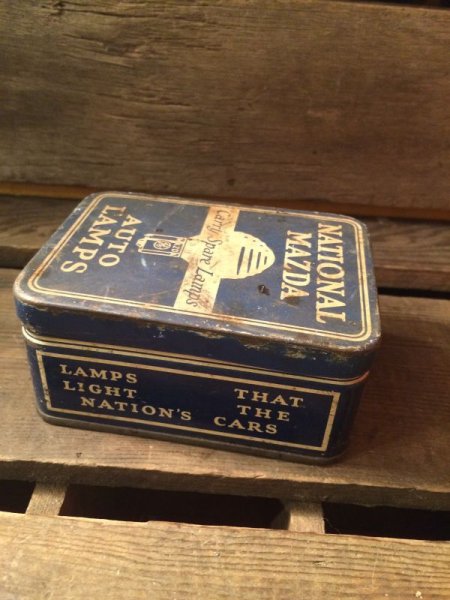 NATIONAL
MAZDA
Carry Spare Lamps
AUTO
LAMPS
LAMPS THAT
LIGHT THE
NATION'S CARS